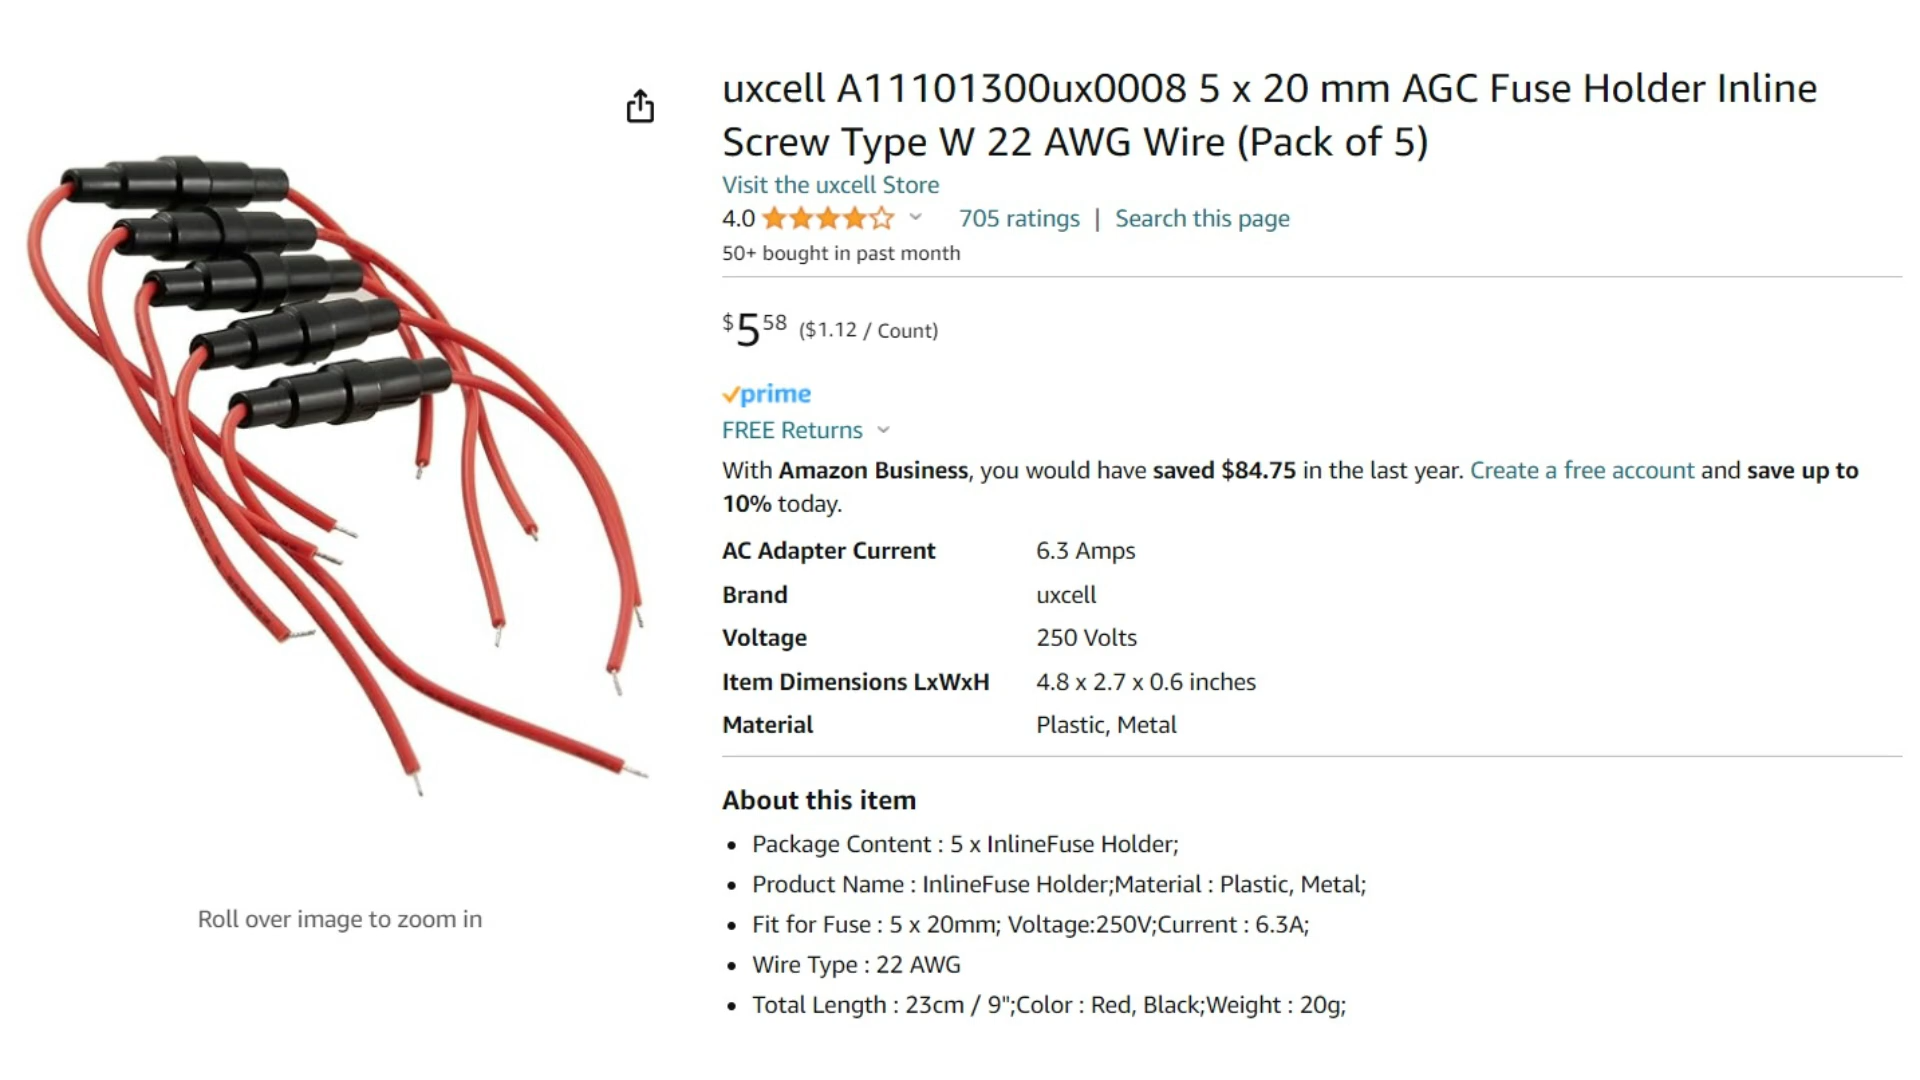 uxcell A11101300ux0008 5 x 20 mm AGC Fuse Holder Inline
Screw Type W 22 AWG Wire (Pack of 5)
Visit the uxcell Store
4.0 705 ratings | Search this page
50+ bought in past month
$5 58 ($1.12 / Count)
prime
FREE Returns
With Amazon Business, you would have saved $84.75 in the last year. Create a free account and save up to
10% today.
AC Adapter Current 6.3 Amps
Brand uxcell
Voltage 250 Volts
Item Dimensions LxWxH 4.8 x 2.7 x 0.6 inches
Material Plastic, Metal
About this item
• Package Content : 5 x InlineFuse Holder;
• Product Name : InlineFuse Holder;Material : Plastic, Metal;
• Fit for Fuse : 5 x 20mm; Voltage:250V;Current : 6.3A;
• Wire Type : 22 AWG
• Total Length : 23cm / 9";Color : Red, Black;Weight : 20g;
Roll over image to zoom in